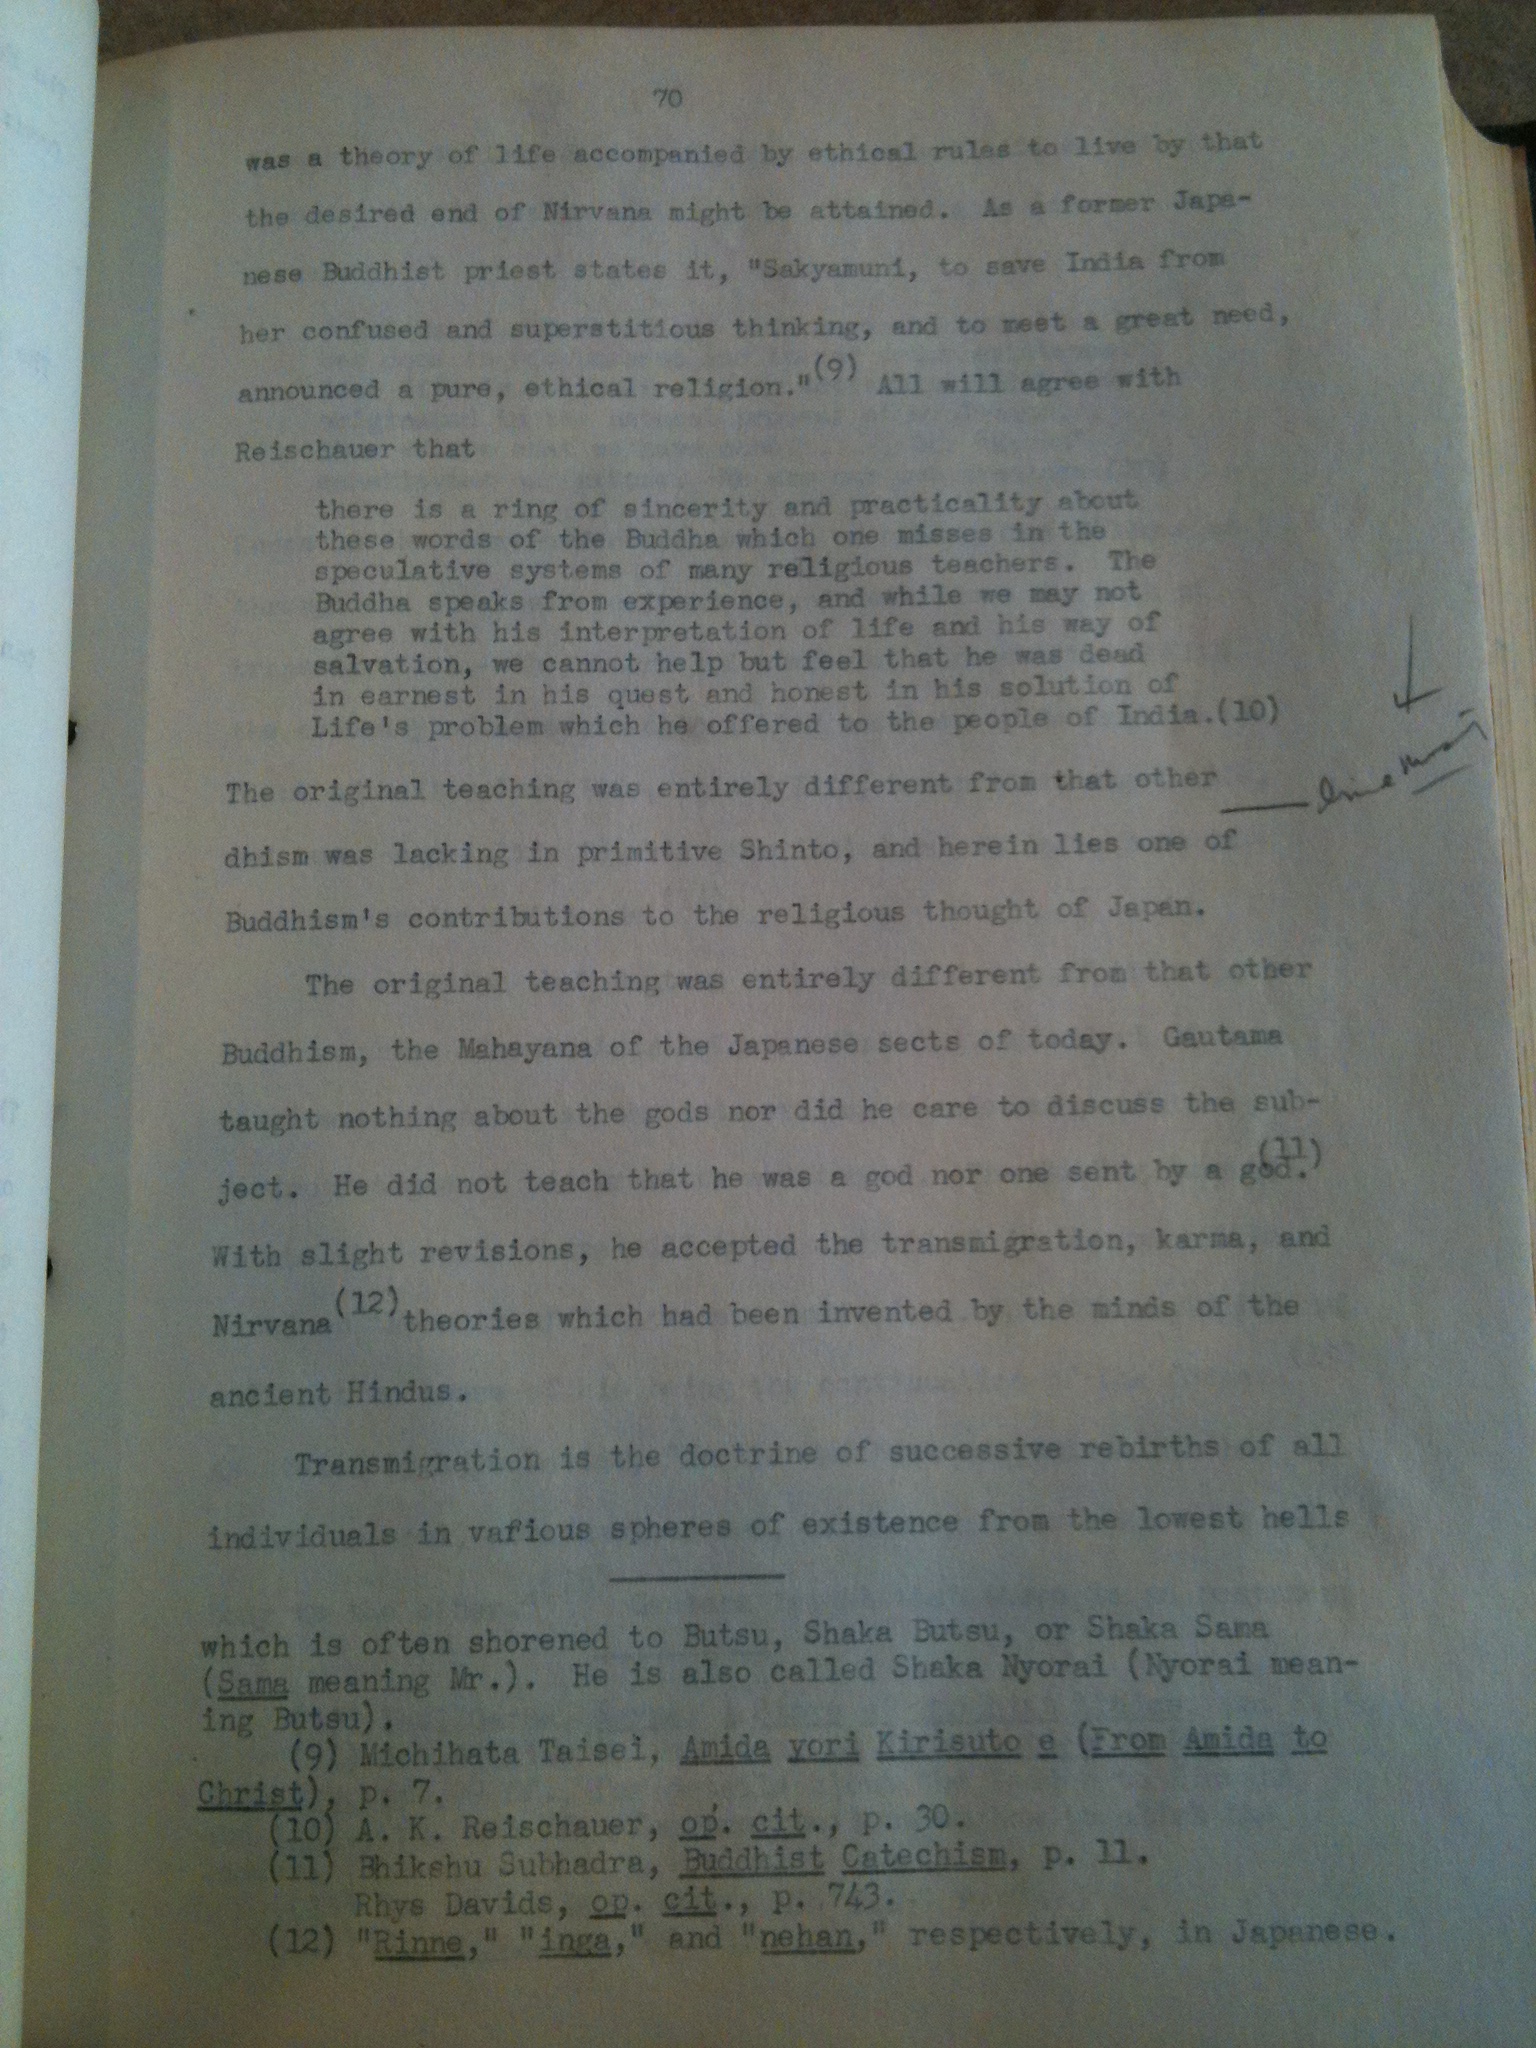 70
was a theory of life accompanied by ethical rules to live by that
the desired end of Nirvana might be attained. As a former Japa-
nese Buddhist priest states it, "Sakyamuni, to save India from
her confused and superstitious thinking, and to meet a great need,
announced a pure, ethical religion."(9) All will agree with
Reischauer that
there is a ring of sincerity and practicality about
these words of the Buddha which one misses in the
speculative systems of many religious teachers. The
Buddha speaks from experience, and while we may not
agree with his interpretation of life and his way of
salvation, we cannot help but feel that he was dead
in earnest in his quest and honest in his solution of
Life's problem which he offered to the people of India.(10)
The original teaching was entirely different from that other
line
dhism was lacking in primitive Shinto, and herein lies one of
Buddhism's contributions to the religious thought of Japan.
The original teaching was entirely different from that other
Buddhism, the Mahayana of the Japanese sects of today. Gautama
taught nothing about the gods nor did he care to discuss the sub-
ject. He did not teach that he was a god nor one sent by a god.(11)
With slight revisions, he accepted the transmigration, karma, and
Nirvana(12) theories which had been invented by the minds of the
ancient Hindus.
Transmigration is the doctrine of successive rebirths of all
individuals in various spheres of existence from the lowest hells
which is often shorened to Butsu, Shaka Butsu, or Shaka Sama
(Sama meaning Mr.). He is also called Shaka Nyorai (Nyorai mean-
ing Butsu).
(9) Michihata Taisei, Amida yori Kirisuto e (From Amida to
Christ), p. 7.
(10) A. K. Reischauer, op. cit., p. 30.
(11) Bhikshu Subhadra, Buddhist Catechism, p. 11.
Rhys Davids, op. cit., p. 743.
(12) "Rinne," "inga," and "nehan," respectively, in Japanese.